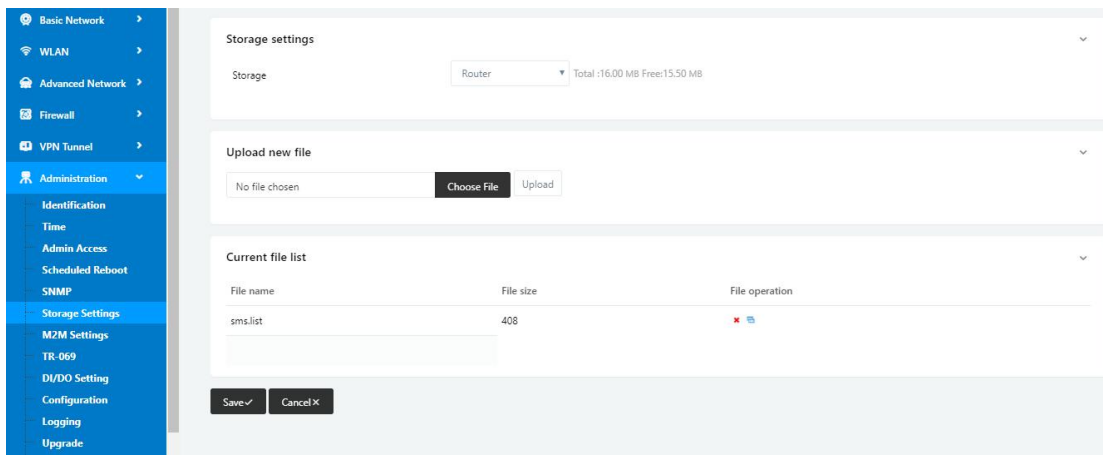 Basic Network
WLAN
Advanced Network
Firewall
VPN Tunnel
Administration
Identification
Time
Admin Access
Scheduled Reboot
SNMP
Storage Settings
M2M Settings
TR-069
DI/DO Setting
Configuration
Logging
Upgrade
Storage settings
Storage Router Total :16.00 MB Free:15.50 MB
Upload new file
No file chosen Choose File Upload
Current file list
File name File size File operation
sms.list 408
Save Cancel